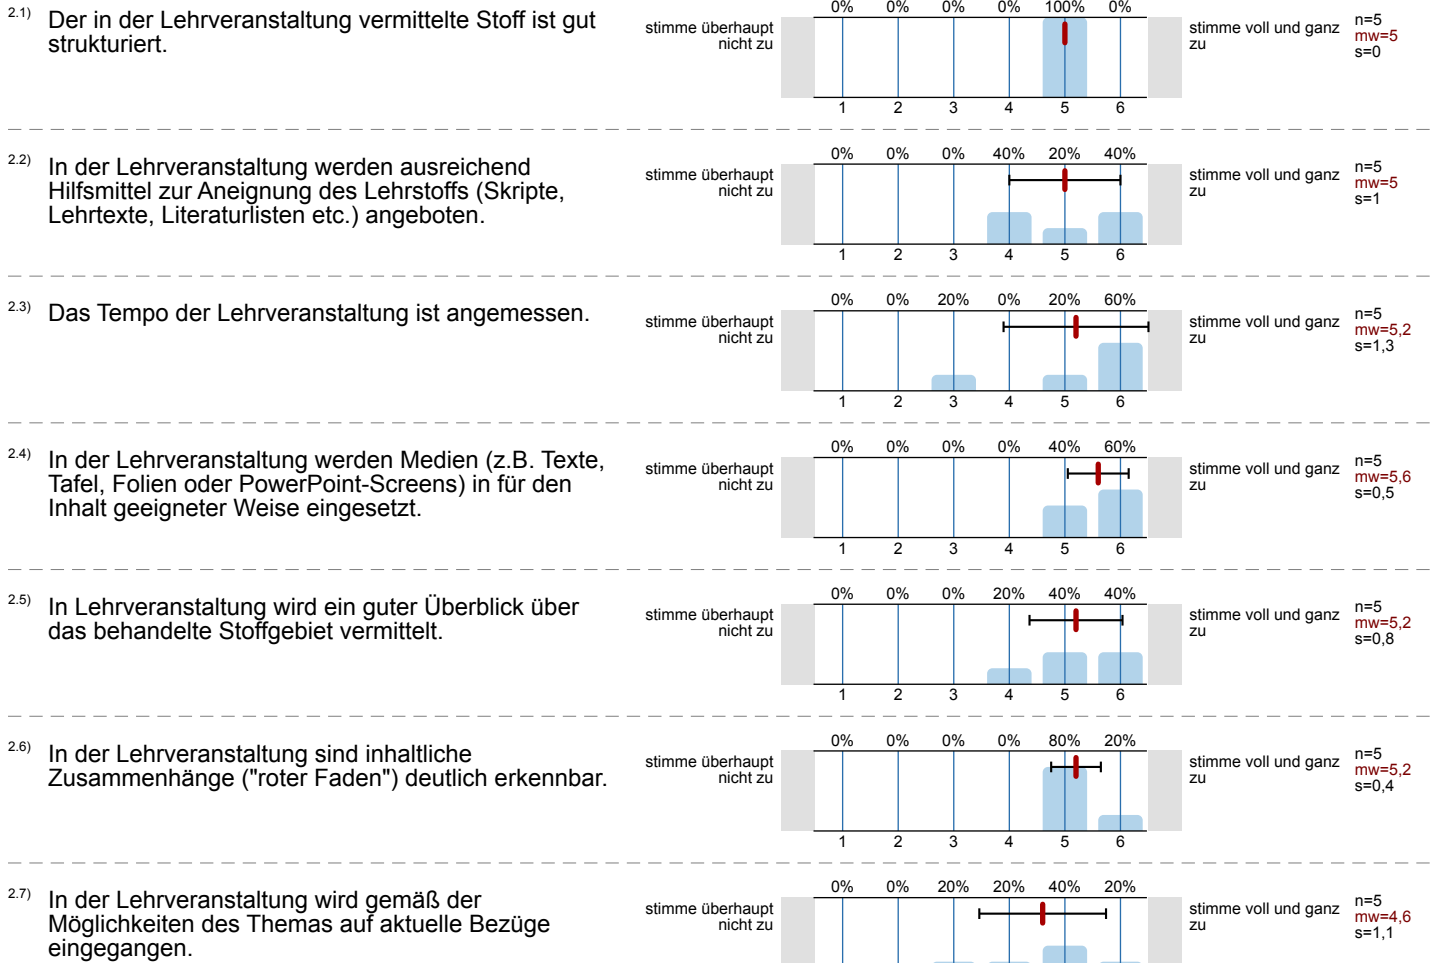 2.1) Der in der Lehrveranstaltung vermittelte Stoff ist gut
strukturiert.
stimme überhaupt
nicht zu
0% 0% 0% 0% 100% 0%
1 2 3 4 5 6
stimme voll und ganz
zu
n=5
mw=5
s=0
2.2) In der Lehrveranstaltung werden ausreichend
Hilfsmittel zur Aneignung des Lehrstoffs (Skripte,
Lehrtexte, Literaturlisten etc.) angeboten.
stimme überhaupt
nicht zu
0% 0% 0% 40% 20% 40%
1 2 3 4 5 6
stimme voll und ganz
zu
n=5
mw=5
s=1
2.3) Das Tempo der Lehrveranstaltung ist angemessen.
stimme überhaupt
nicht zu
0% 0% 20% 0% 20% 60%
1 2 3 4 5 6
stimme voll und ganz
zu
n=5
mw=5,2
s=1,3
2.4) In der Lehrveranstaltung werden Medien (z.B. Texte,
Tafel, Folien oder PowerPoint-Screens) in für den
Inhalt geeigneter Weise eingesetzt.
stimme überhaupt
nicht zu
0% 0% 0% 0% 40% 60%
1 2 3 4 5 6
stimme voll und ganz
zu
n=5
mw=5,6
s=0,5
2.5) In Lehrveranstaltung wird ein guter Überblick über
das behandelte Stoffgebiet vermittelt.
stimme überhaupt
nicht zu
0% 0% 0% 20% 40% 40%
1 2 3 4 5 6
stimme voll und ganz
zu
n=5
mw=5,2
s=0,8
2.6) In der Lehrveranstaltung sind inhaltliche
Zusammenhänge ("roter Faden") deutlich erkennbar.
stimme überhaupt
nicht zu
0% 0% 0% 0% 80% 20%
1 2 3 4 5 6
stimme voll und ganz
zu
n=5
mw=5,2
s=0,4
2.7) In der Lehrveranstaltung wird gemäß der
Möglichkeiten des Themas auf aktuelle Bezüge
eingegangen.
stimme überhaupt
nicht zu
0% 0% 20% 20% 40% 20%
stimme voll und ganz
zu
n=5
mw=4,6
s=1,1